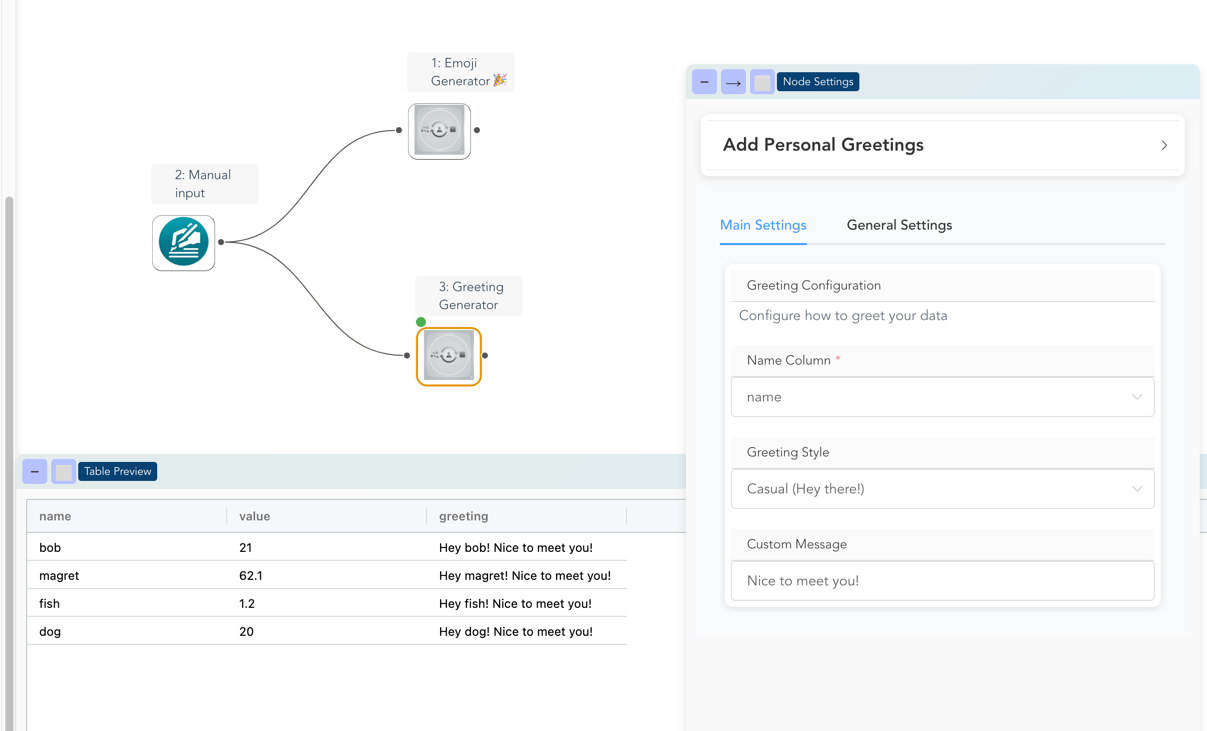 1: Emoji
Generator 🎉
2: Manual
input
3: Greeting
Generator
Node Settings
Add Personal Greetings
Main Settings
General Settings
Greeting Configuration
Configure how to greet your data
Name Column *
name
Greeting Style
Casual (Hey there!)
Custom Message
Nice to meet you!
Table Preview
name value greeting
bob 21 Hey bob! Nice to meet you!
magret 62.1 Hey magret! Nice to meet you!
fish 1.2 Hey fish! Nice to meet you!
dog 20 Hey dog! Nice to meet you!